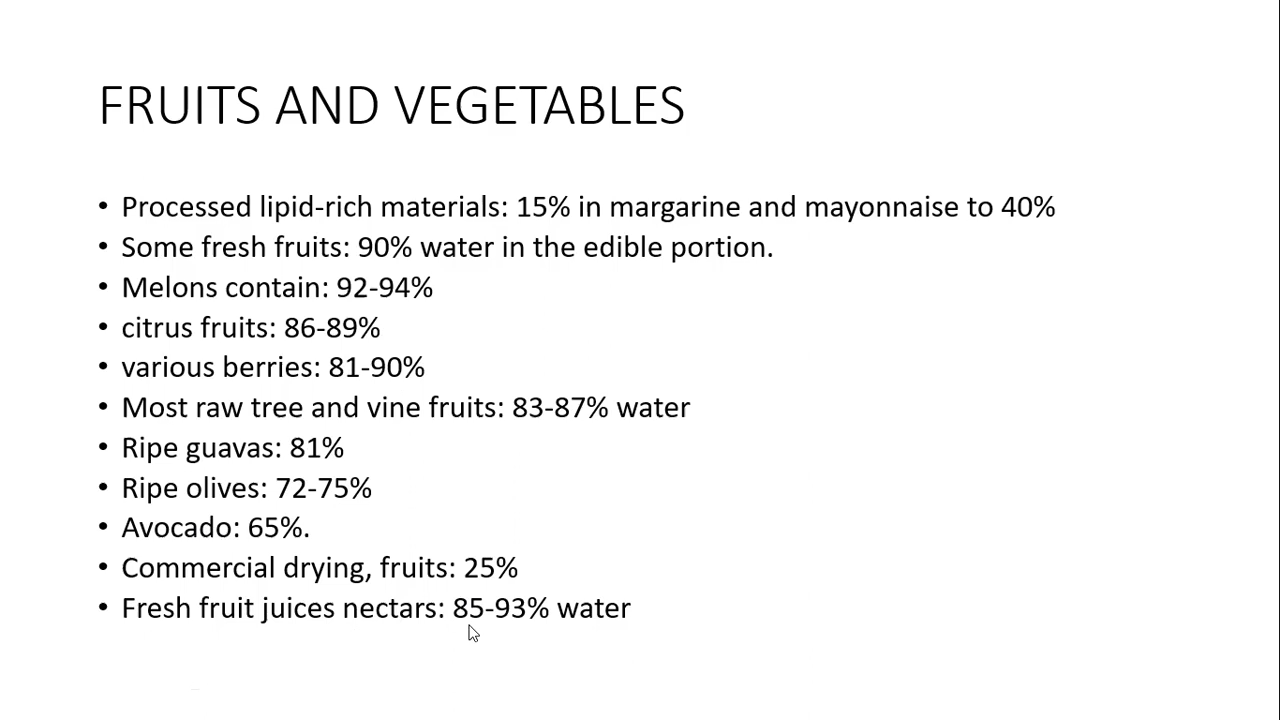 FRUITS AND VEGETABLES
• Processed lipid-rich materials: 15% in margarine and mayonnaise to 40%
• Some fresh fruits: 90% water in the edible portion.
• Melons contain: 92-94%
• citrus fruits: 86-89%
• various berries: 81-90%
• Most raw tree and vine fruits: 83-87% water
• Ripe guavas: 81%
• Ripe olives: 72-75%
• Avocado: 65%.
• Commercial drying, fruits: 25%
• Fresh fruit juices nectars: 85-93% water